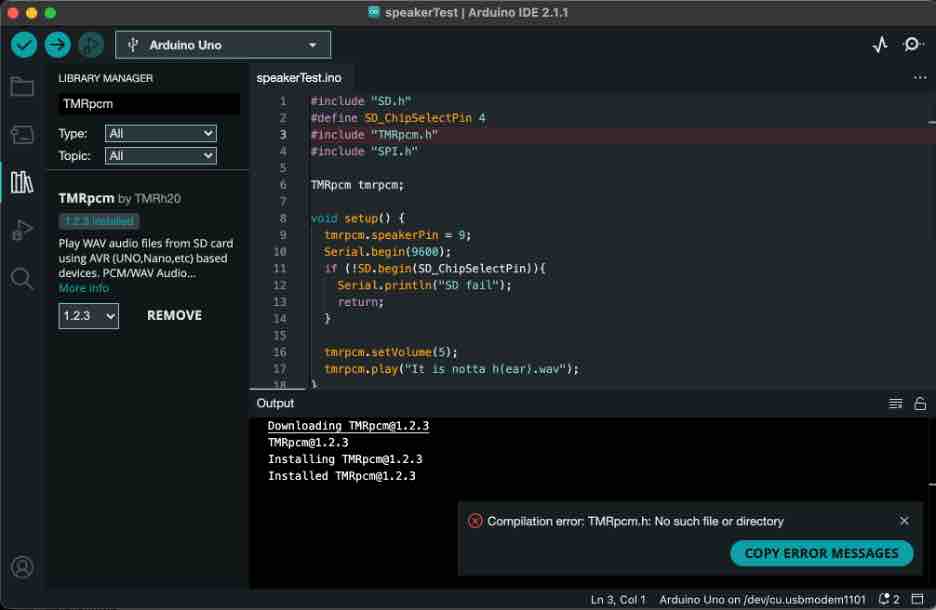 speakerTest | Arduino IDE 2.1.1
Arduino Uno
LIBRARY MANAGER
TMRpcm
Type: All
Topic: All
TMRpcm by TMRh20
1.2.3 installed
Play WAV audio files from SD card
using AVR (UNO,Nano,etc) based
devices. PCM/WAV Audio...
More info
1.2.3 REMOVE
speakerTest.ino
1 #include "SD.h"
2 #define SD_ChipSelectPin 4
3 #include "TMRpcm.h"
4 #include "SPI.h"
5
6 TMRpcm tmrpcm;
7
8 void setup() {
9 tmrpcm.speakerPin = 9;
10 Serial.begin(9600);
11 if (!SD.begin(SD_ChipSelectPin)){
12 Serial.println("SD fail");
13 return;
14 }
15
16 tmrpcm.setVolume(5);
17 tmrpcm.play("It is notta h(ear).wav");
18 }
Output
Downloading TMRpcm@1.2.3
TMRpcm@1.2.3
Installing TMRpcm@1.2.3
Installed TMRpcm@1.2.3
Compilation error: TMRpcm.h: No such file or directory
COPY ERROR MESSAGES
Ln 3, Col 1 Arduino Uno on /dev/cu.usbmodem1101 2